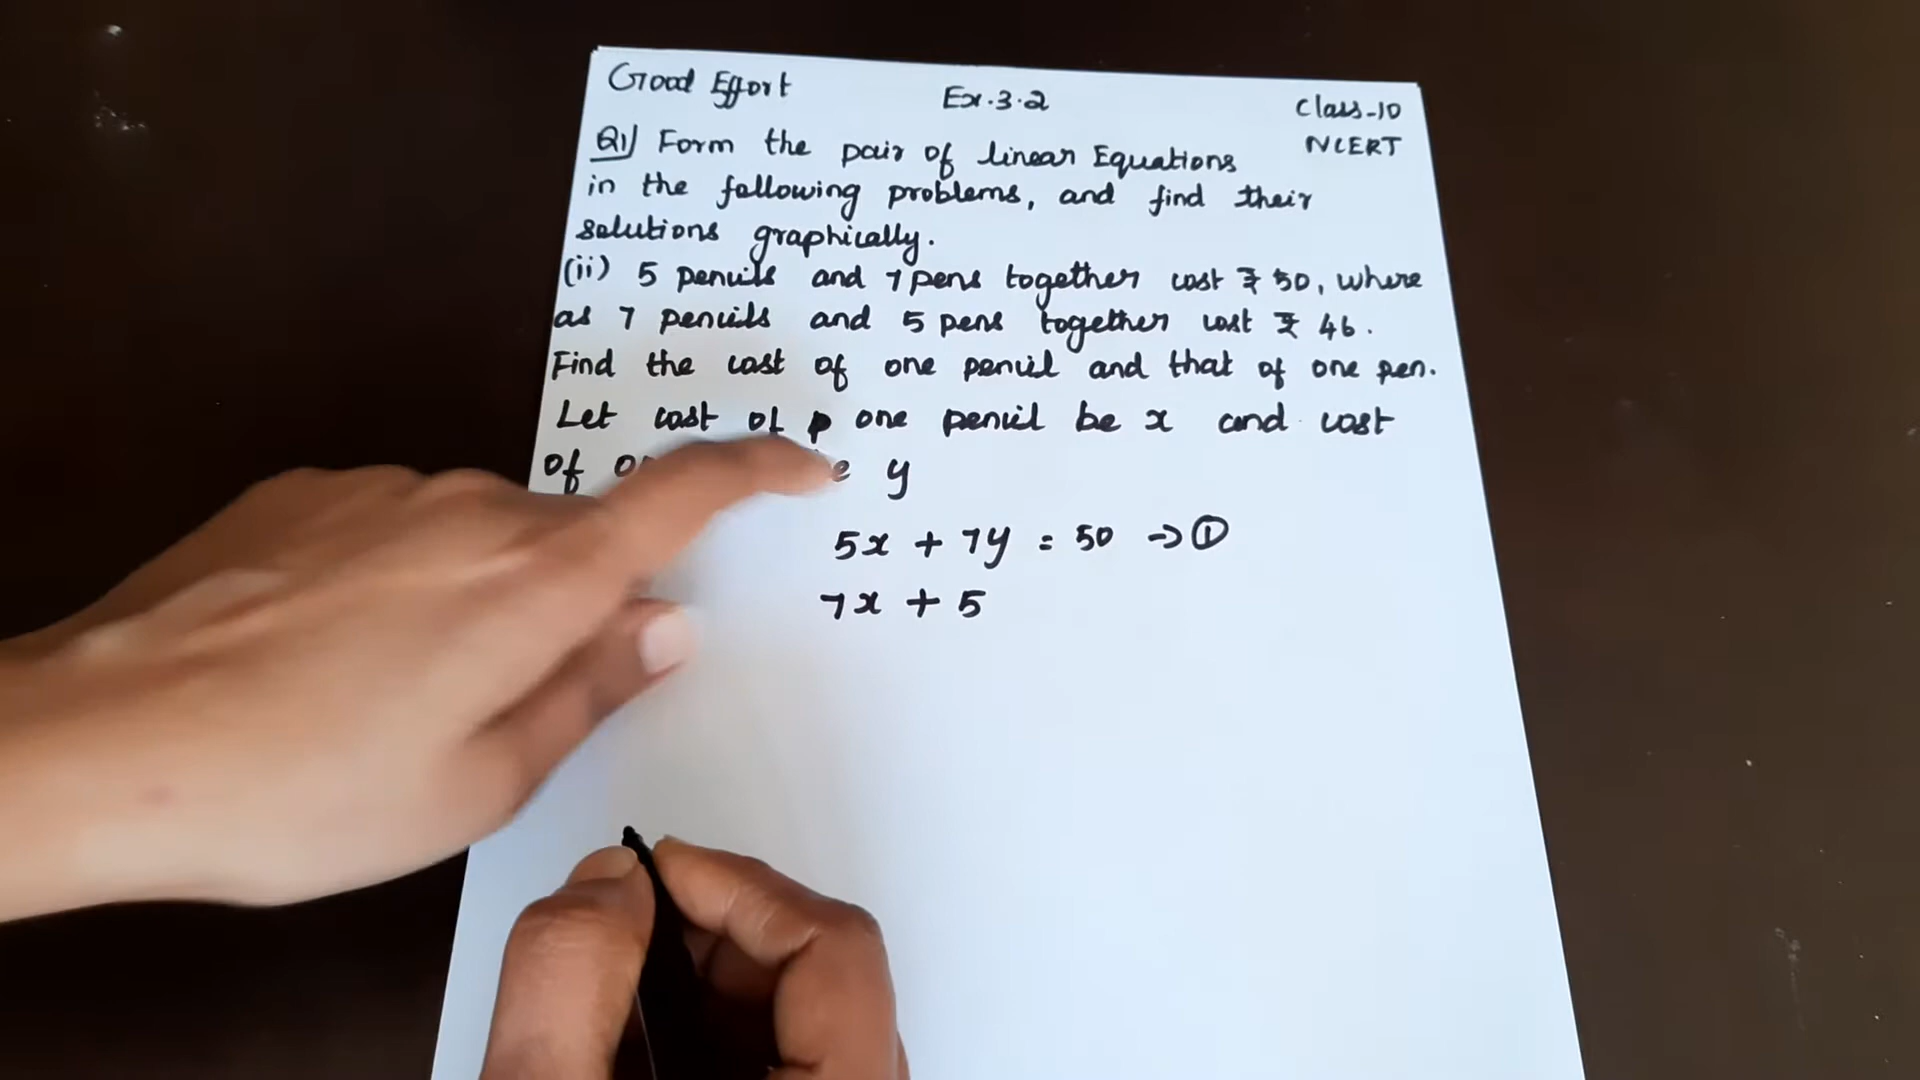 Good Effort
Ex.3.2
Class-10
NCERT
Q1) Form the pair of linear Equations
in the following problems, and find their
solutions graphically.
(ii) 5 pencils and 7 pens together cost ₹ 50, where
as 7 pencils and 5 pens together cost ₹ 46.
Find the cost of one pencil and that of one pen.
Let cost of one pencil be x and cost
of y
5x + 7y = 50 → ①
7x + 5